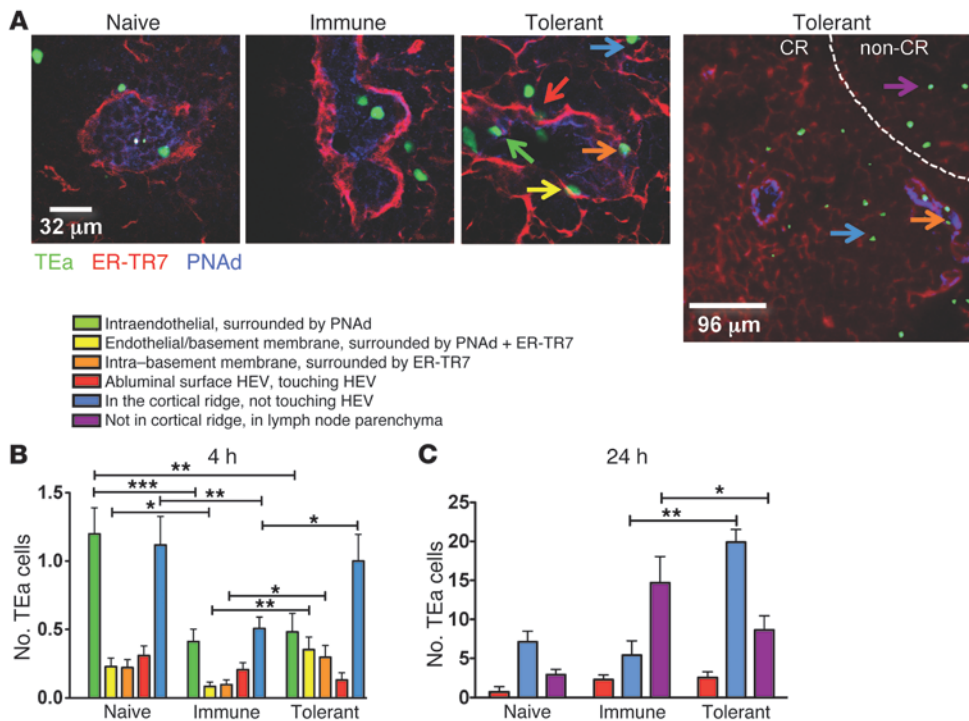 A
Naive
Immune
Tolerant
Tolerant
CR
non-CR
32 µm
96 µm
TEa ER-TR7 PNAd
Intraendothelial, surrounded by PNAd
Endothelial/basement membrane, surrounded by PNAd + ER-TR7
Intra–basement membrane, surrounded by ER-TR7
Abluminal surface HEV, touching HEV
In the cortical ridge, not touching HEV
Not in cortical ridge, in lymph node parenchyma
B
4 h
No. TEa cells
1.5
1.0
0.5
0.0
**
***
**
*
*
*
**
Naive
Immune
Tolerant
C
24 h
No. TEa cells
25
20
15
10
5
0
*
**
Naive
Immune
Tolerant